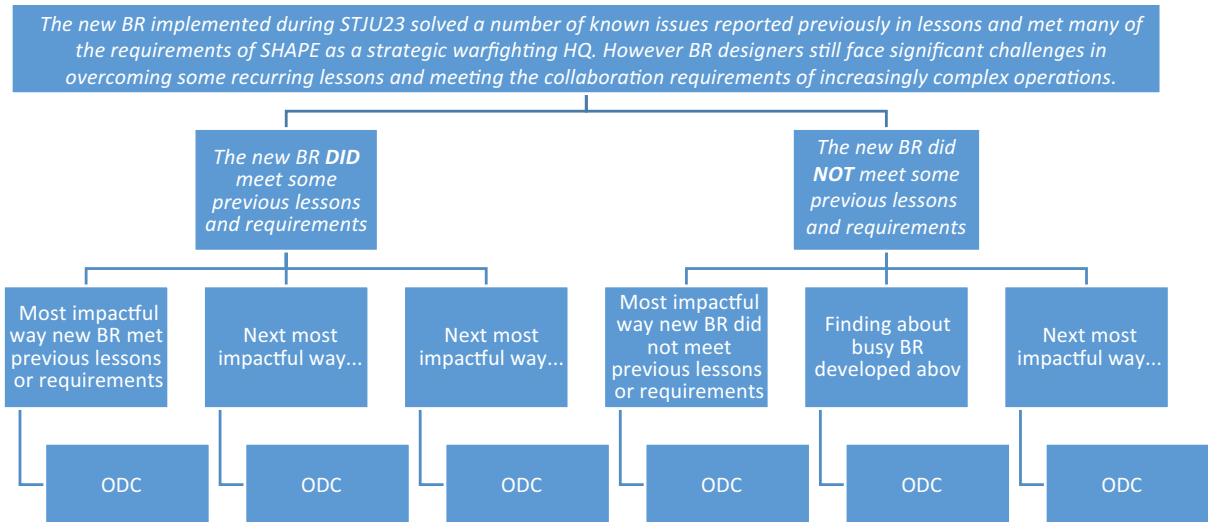 The new BR implemented during STJU23 solved a number of known issues reported previously in lessons and met many of
the requirements of SHAPE as a strategic warfighting HQ. However BR designers still face significant challenges in
overcoming some recurring lessons and meeting the collaboration requirements of increasingly complex operations.
The new BR DID
meet some
previous lessons
and requirements
The new BR did
NOT meet some
previous lessons
and requirements
Most impactful
way new BR met
previous lessons
or requirements
Next most
impactful way...
Next most
impactful way...
Most impactful
way new BR did
not meet
previous lessons
or requirements
Finding about
busy BR
developed abov
Next most
impactful way...
ODC
ODC
ODC
ODC
ODC
ODC